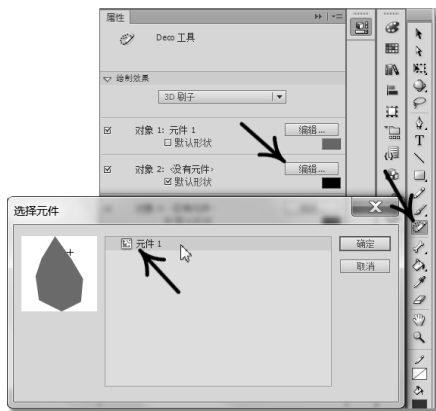 属性
Deco 工具
绘制效果
3D 刷子
对象 1: 元件 1
编辑...
默认形状
对象 2: <没有元件>
编辑...
默认形状
选择元件
元件 1
确定
取消
T